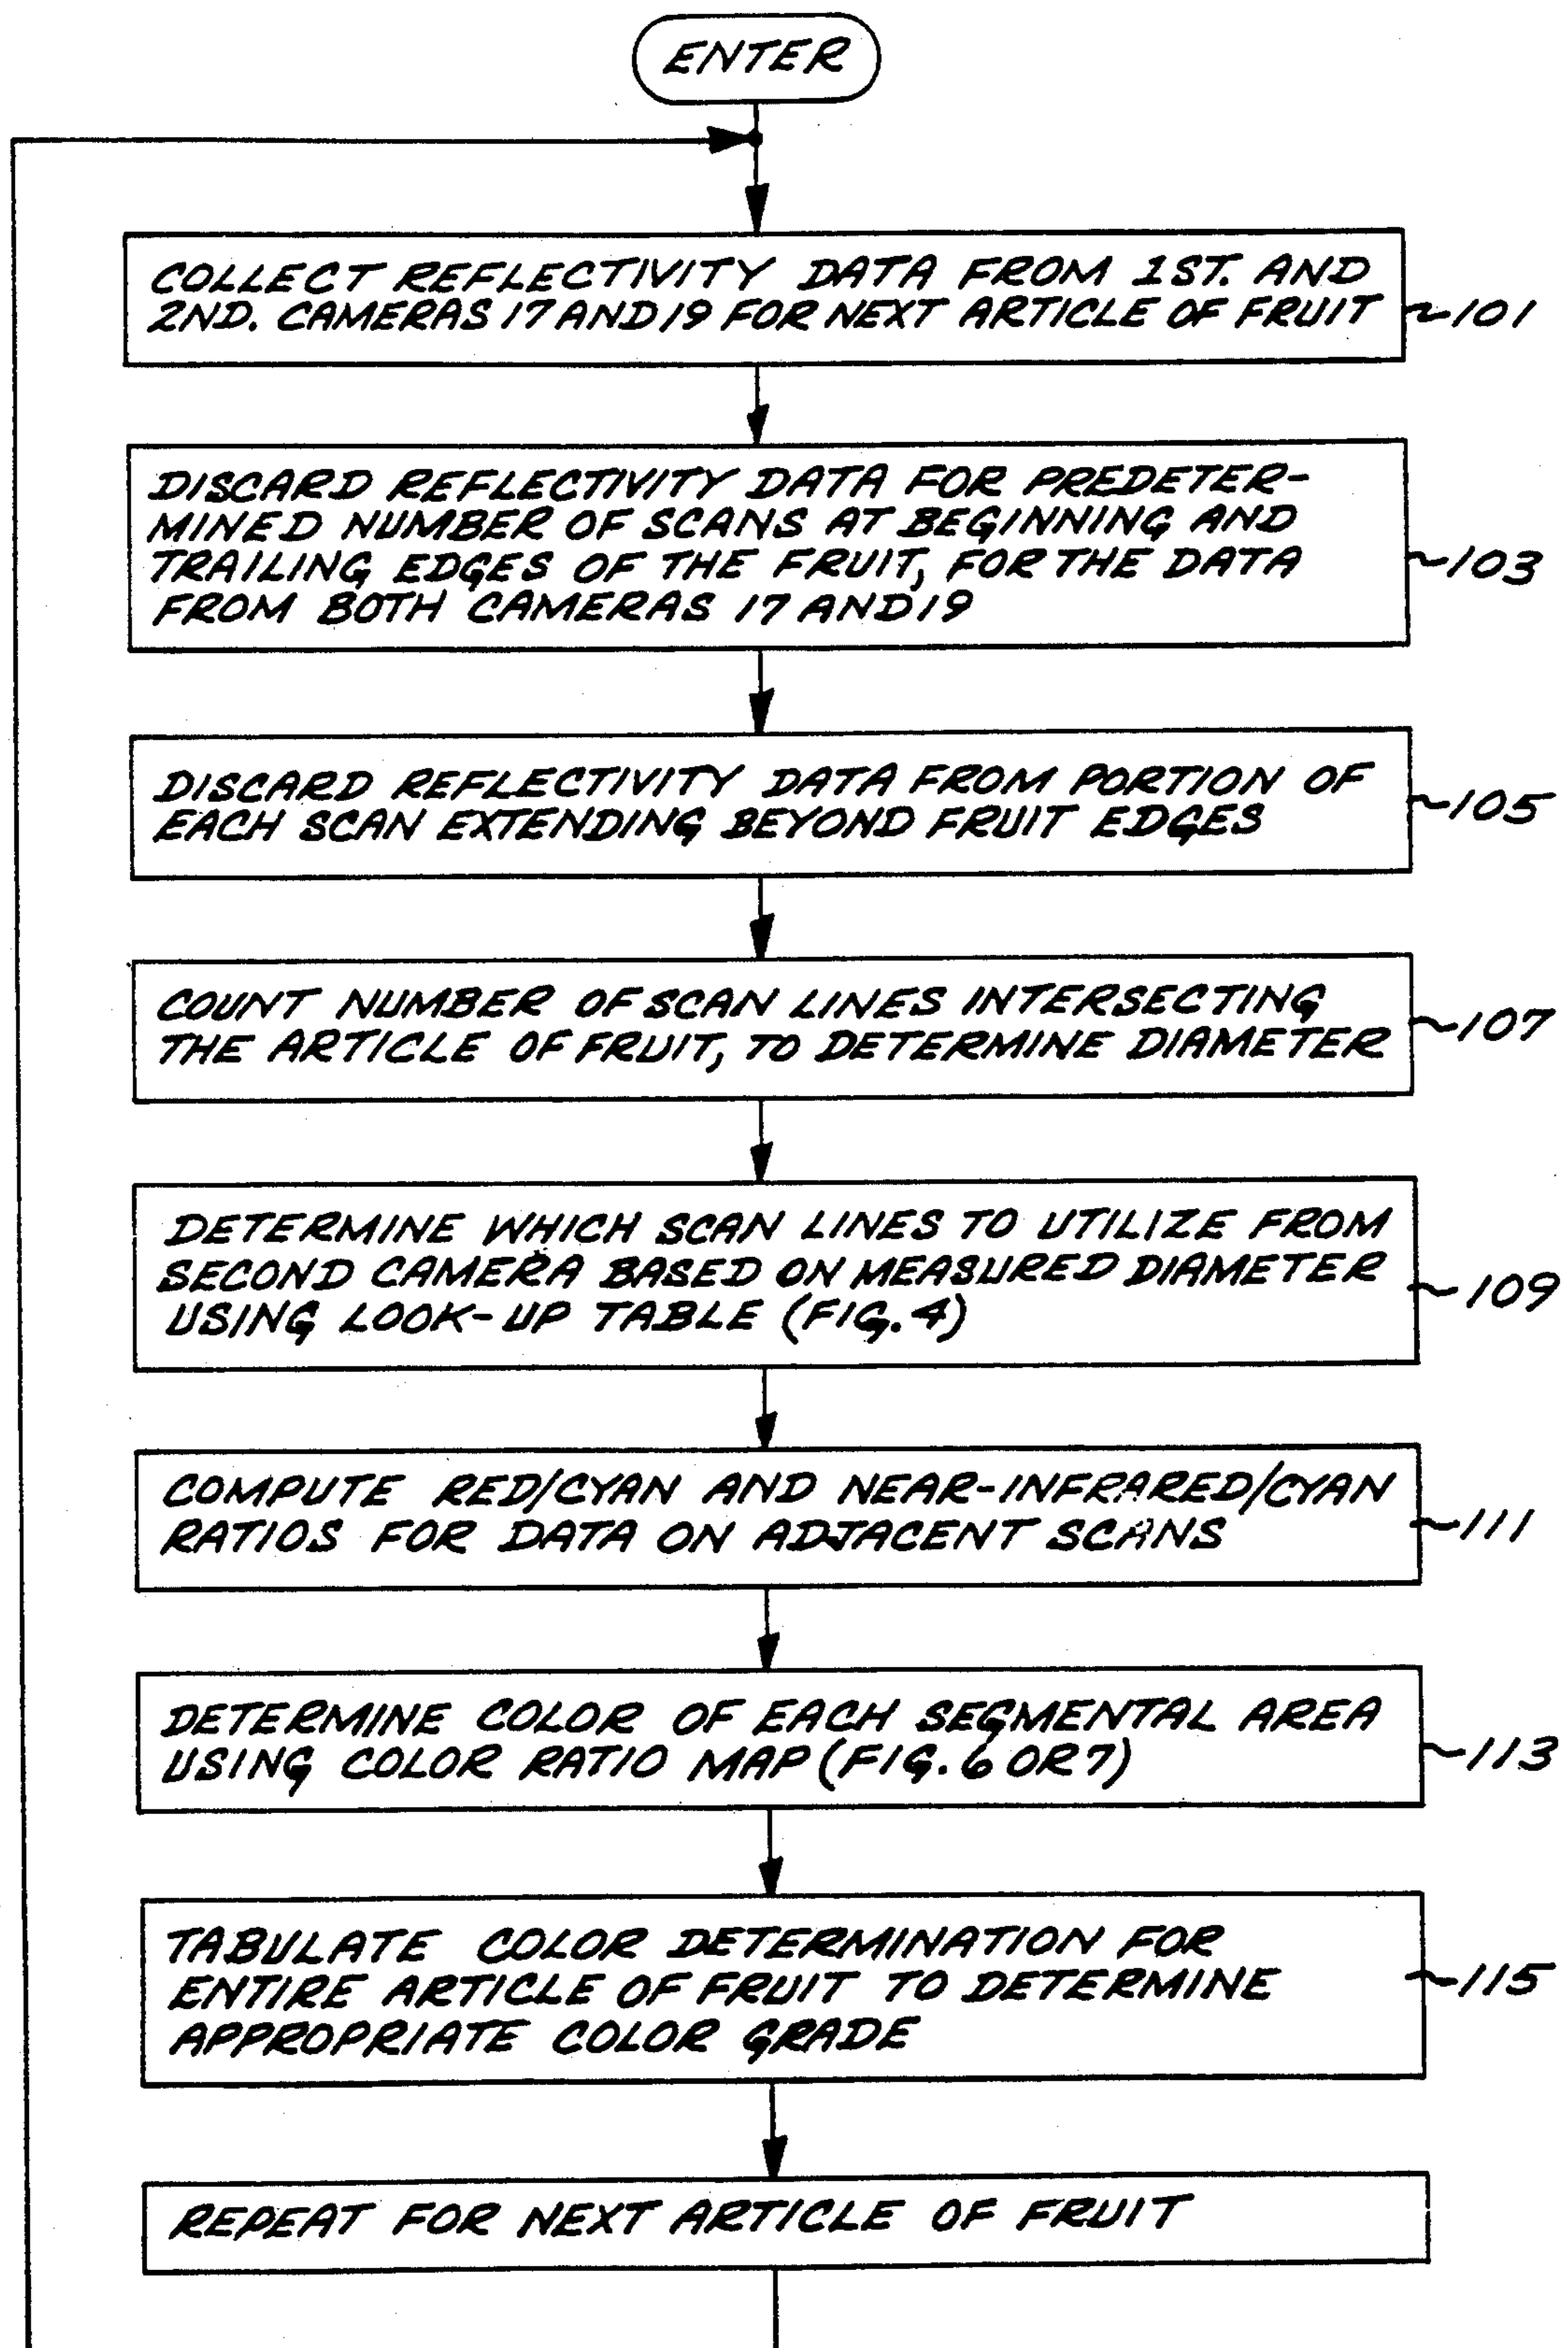 ENTER
COLLECT REFLECTIVITY DATA FROM 1ST. AND
2ND. CAMERAS 17 AND 19 FOR NEXT ARTICLE OF FRUIT
101
DISCARD REFLECTIVITY DATA FOR PREDETER-
MINED NUMBER OF SCANS AT BEGINNING AND
TRAILING EDGES OF THE FRUIT, FOR THE DATA
FROM BOTH CAMERAS 17 AND 19
103
DISCARD REFLECTIVITY DATA FROM PORTION OF
EACH SCAN EXTENDING BEYOND FRUIT EDGES
105
COUNT NUMBER OF SCAN LINES INTERSECTING
THE ARTICLE OF FRUIT, TO DETERMINE DIAMETER
107
DETERMINE WHICH SCAN LINES TO UTILIZE FROM
SECOND CAMERA BASED ON MEASURED DIAMETER
USING LOOK-UP TABLE (FIG. 4)
109
COMPUTE RED/CYAN AND NEAR-INFRARED/CYAN
RATIOS FOR DATA ON ADJACENT SCANS
111
DETERMINE COLOR OF EACH SEGMENTAL AREA
USING COLOR RATIO MAP (FIG. 6 OR 7)
113
TABULATE COLOR DETERMINATION FOR
ENTIRE ARTICLE OF FRUIT TO DETERMINE
APPROPRIATE COLOR GRADE
115
REPEAT FOR NEXT ARTICLE OF FRUIT